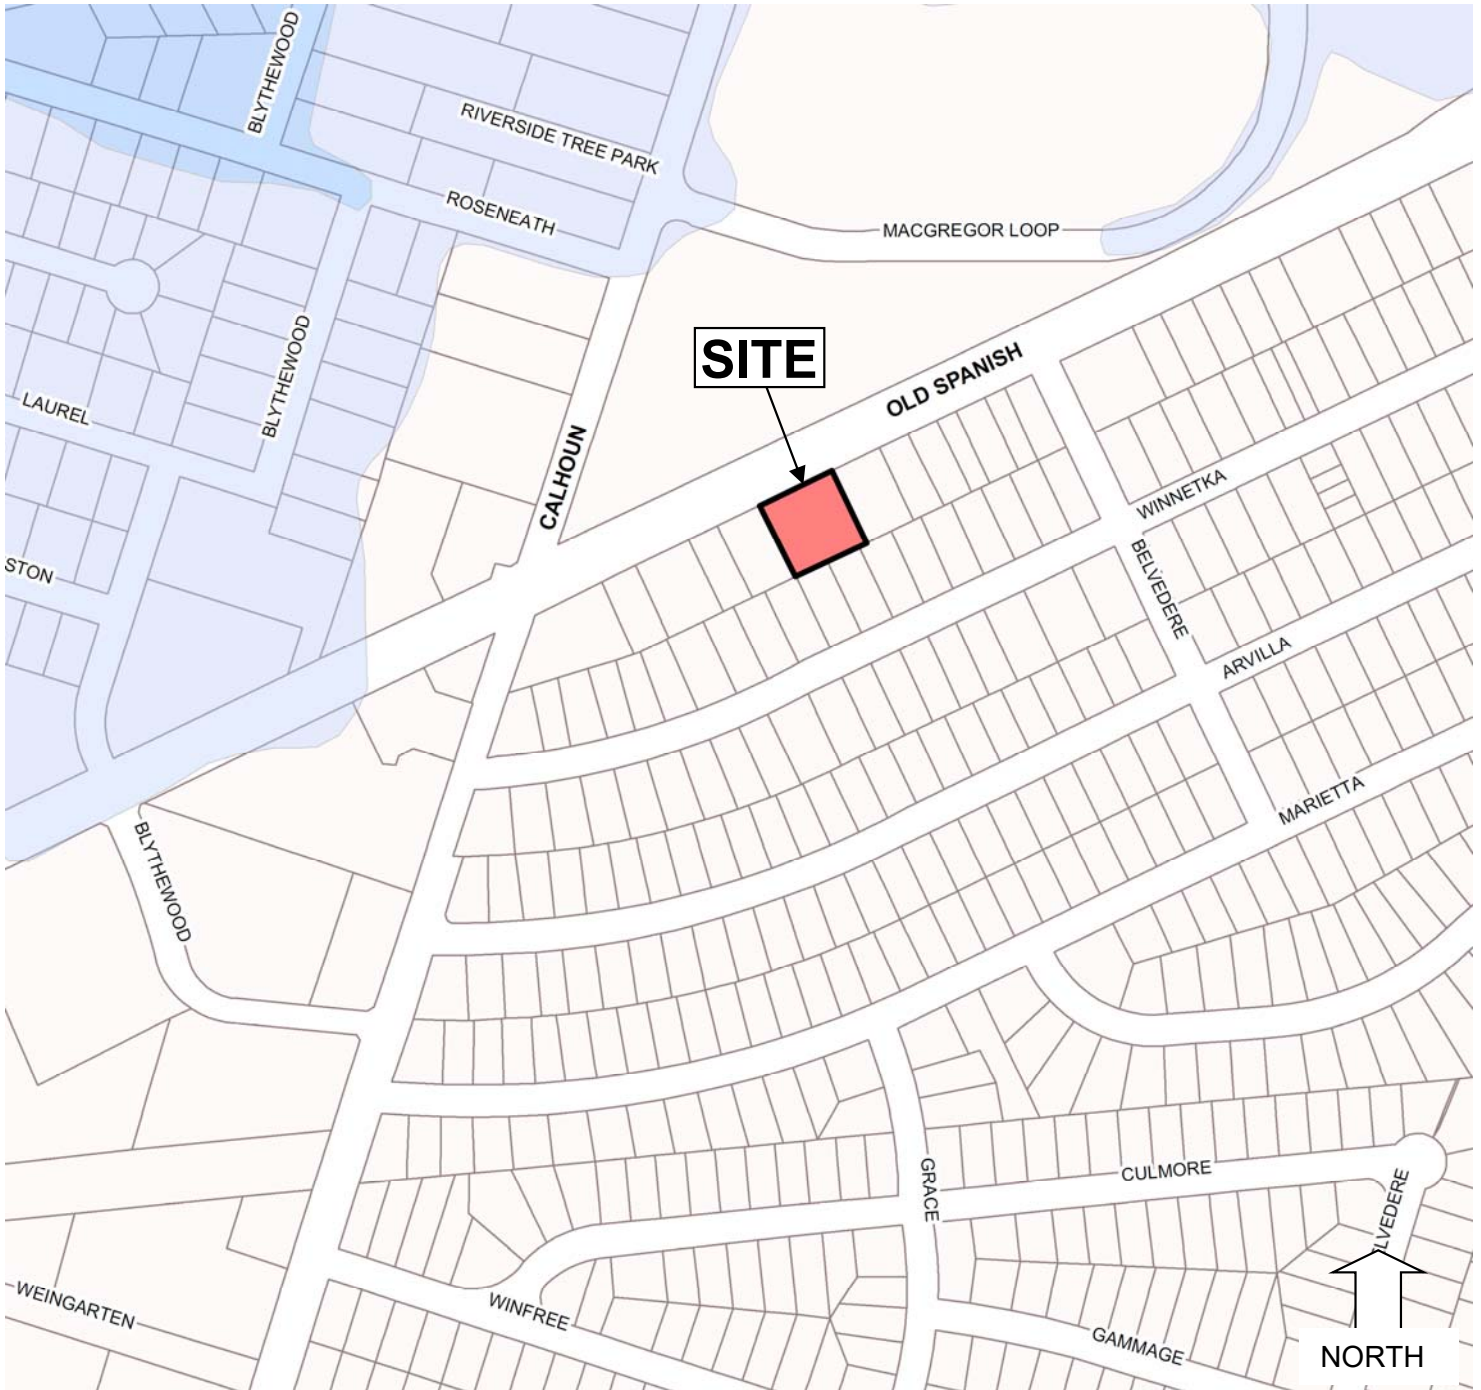 BLYTHEWOOD
RIVERSIDE TREE PARK
ROSENEATH
MACGREGOR LOOP
SITE
OLD SPANISH
BLYTHEWOOD
LAUREL
CALHOUN
WINNETKA
STON
BELVEDERE
ARVILLA
MARIETTA
BLYTHEWOOD
GRACE
CULMORE
LVEDERE
WEINGARTEN
WINFREE
GAMMAGE
NORTH